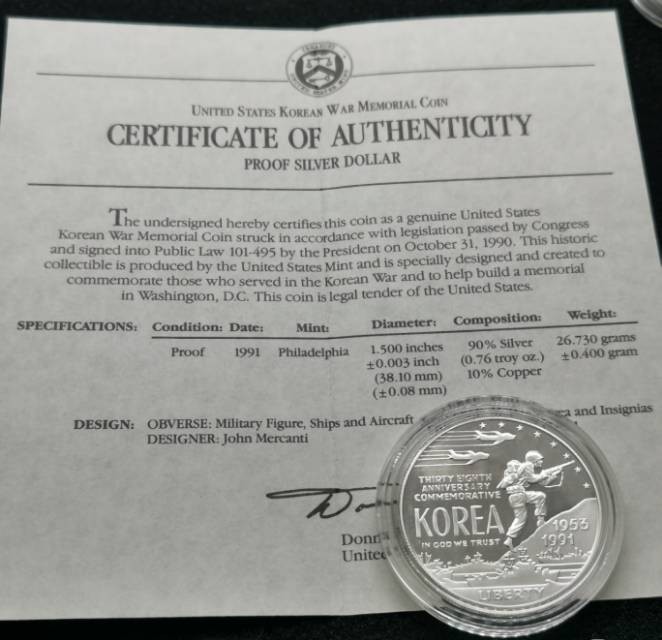 UNITED STATES KOREAN WAR MEMORIAL COIN
CERTIFICATE OF AUTHENTICITY
PROOF SILVER DOLLAR
The undersigned hereby certifies this coin as a genuine United States
Korean War Memorial Coin struck in accordance with legislation passed by Congress
and signed into Public Law 101-495 by the President on October 31, 1990. This historic
collectible is produced by the United States Mint and is specially designed and created to
commemorate those who served in the Korean War and to help build a memorial
in Washington, D.C. This coin is legal tender of the United States.
SPECIFICATIONS: Condition: Date: Mint: Diameter: Composition: Weight:
Proof 1991 Philadelphia 1.500 inches 90% Silver 26.730 grams
±0.003 inch (0.76 troy oz.) ±0.400 gram
(38.10 mm) 10% Copper
(±0.08 mm)
DESIGN: OBVERSE: Military Figure, Ships and Aircraft and Insignias
DESIGNER: John Mercanti
THIRTY EIGHTH
ANNIVERSARY
COMMEMORATIVE
KOREA
IN GOD WE TRUST
1953
1991
LIBERTY